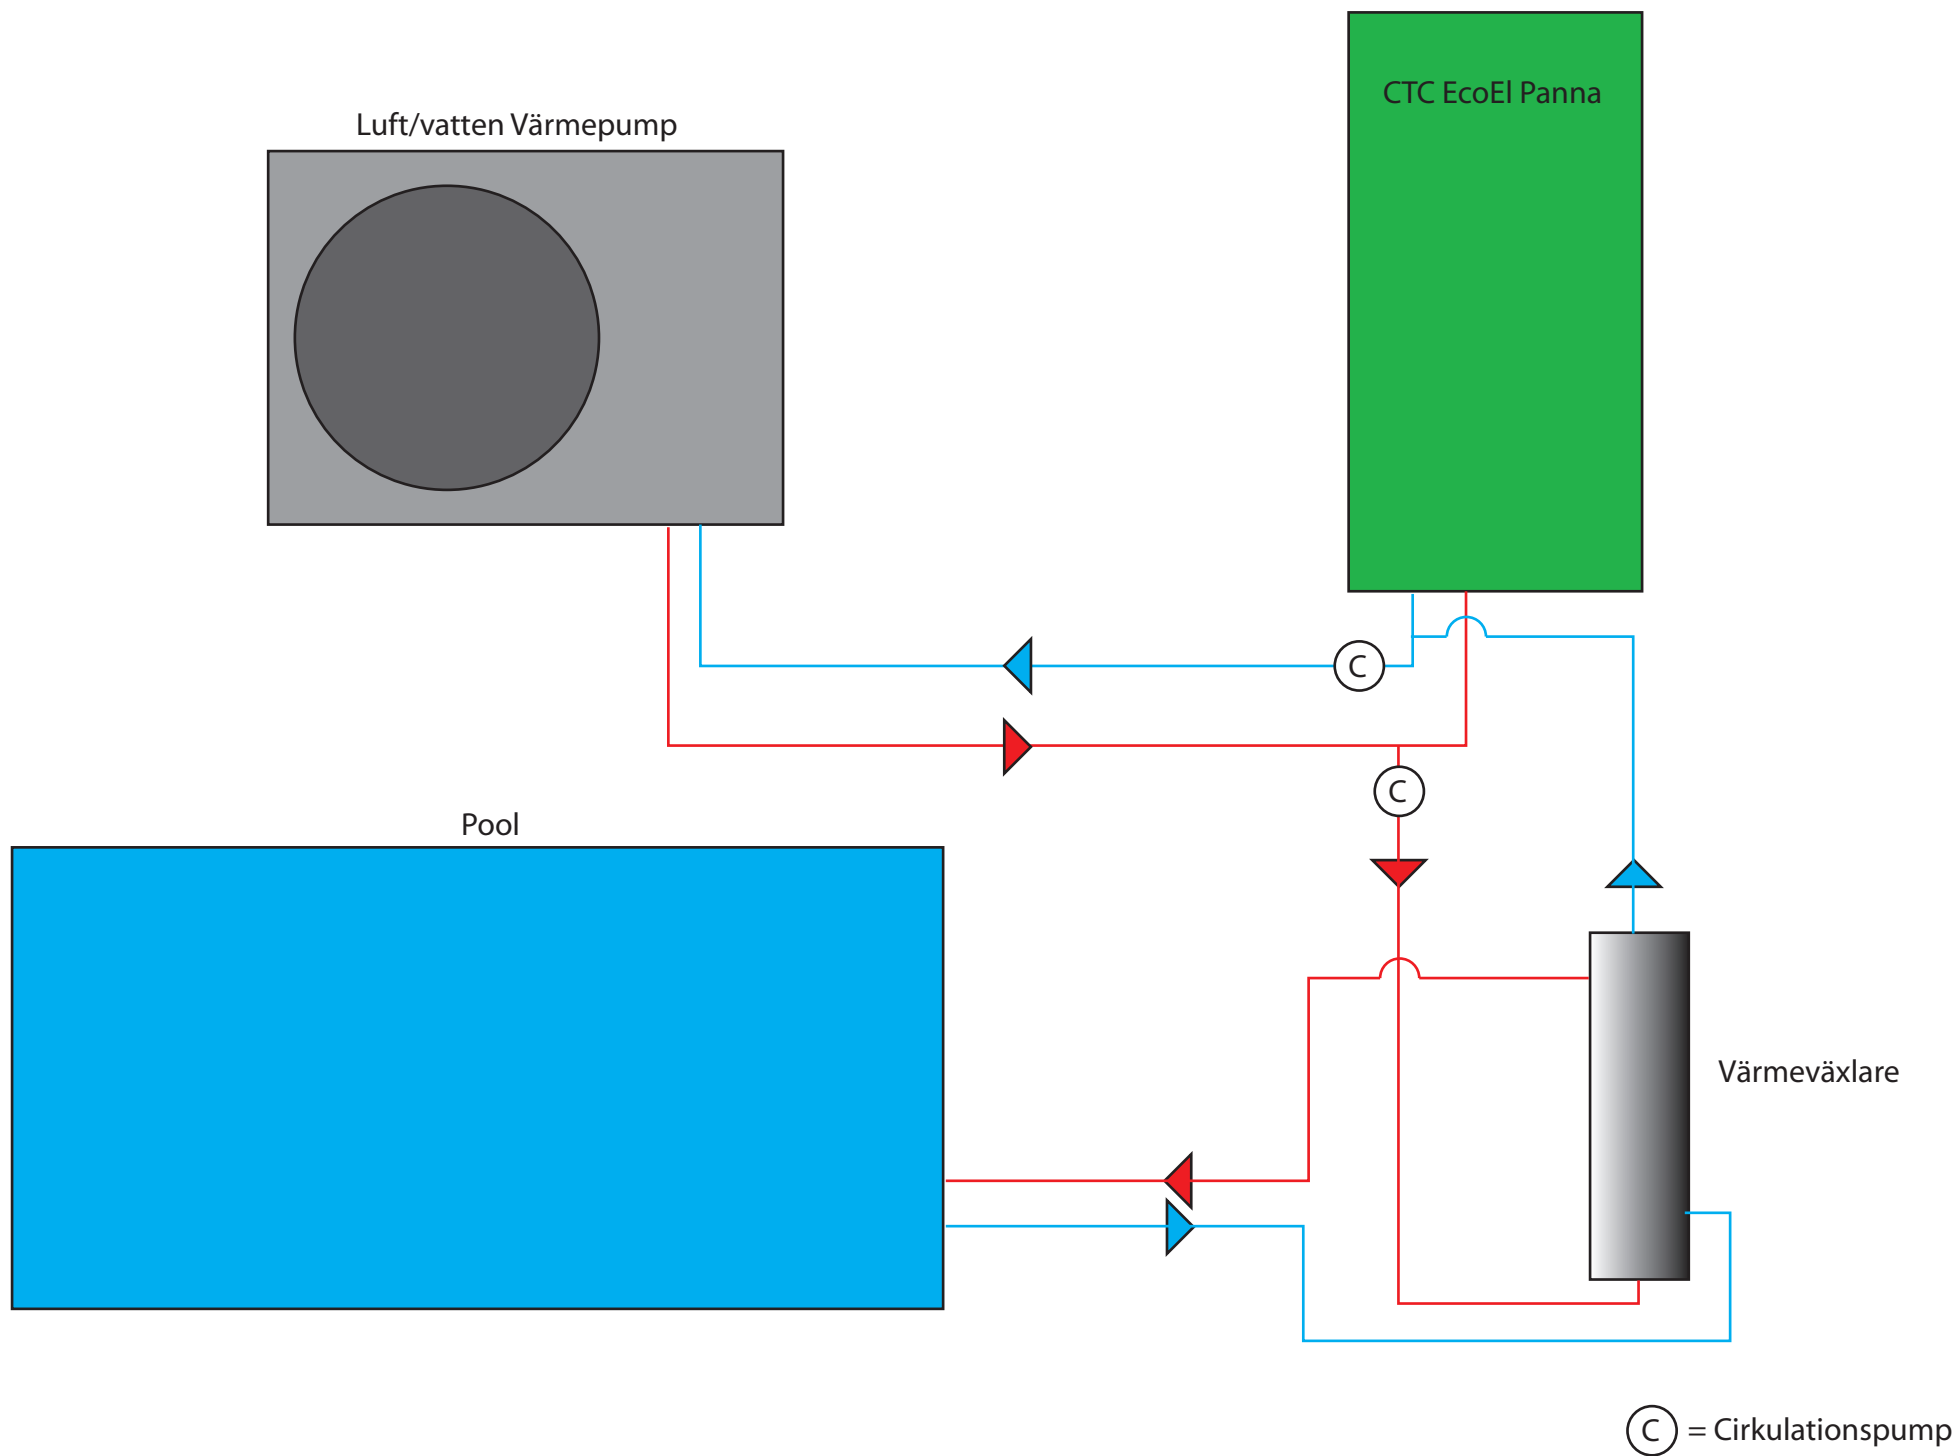 CTC EcoEl Panna
Luft/vatten Värmepump
C
C
Pool
Värmeväxlare
C = Cirkulationspump